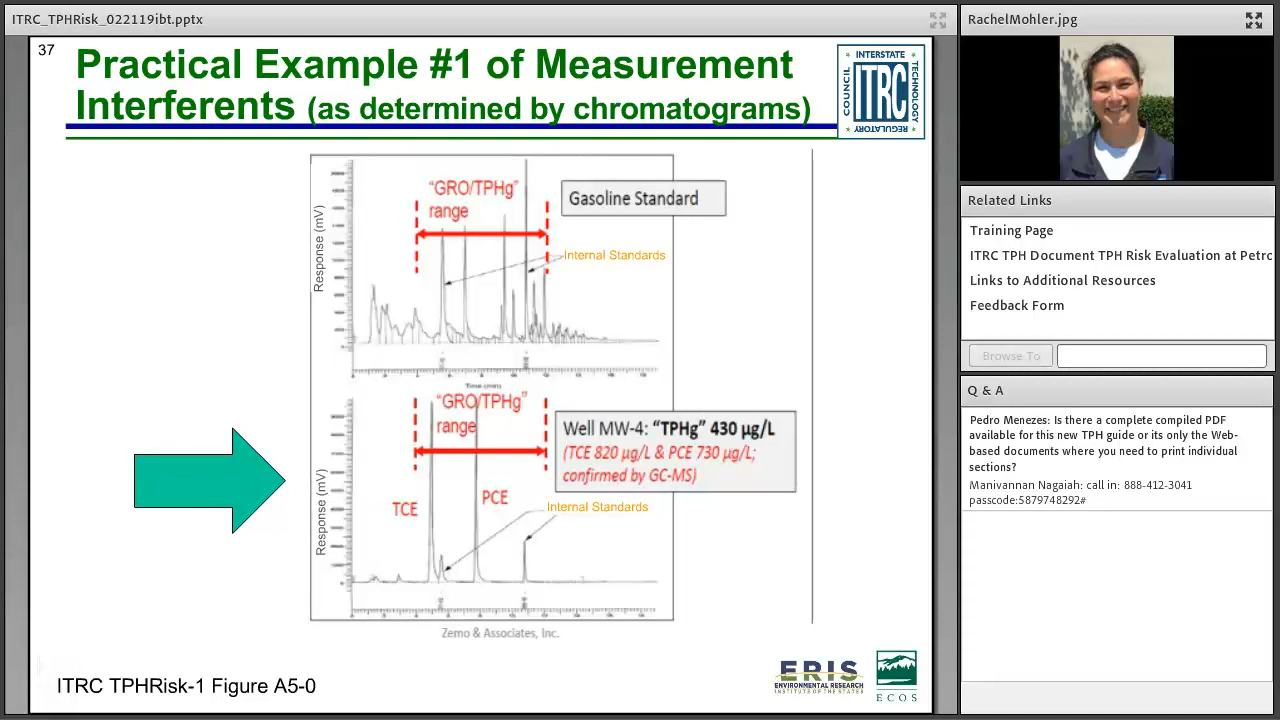 ITRC_TPHRisk_022119ibt.pptx
37
Practical Example #1 of Measurement
Interferents (as determined by chromatograms)
INTERSTATE
COUNCIL
ITRC
TECHNOLOGY
REGULATORY
"GRO/TPHg"
range
Gasoline Standard
Internal Standards
Response (mV)
Time (min)
"GRO/TPHg"
range
Well MW-4: "TPHg" 430 µg/L
(TCE 820 µg/L & PCE 730 µg/L;
confirmed by GC-MS)
TCE
PCE
Internal Standards
Response (mV)
Zemo & Associates, Inc.
ITRC TPHRisk-1 Figure A5-0
ERIS
ENVIRONMENTAL RESEARCH
INSTITUTE OF THE STATES
ECOS
RachelMohler.jpg
Related Links
Training Page
ITRC TPH Document TPH Risk Evaluation at Petrc
Links to Additional Resources
Feedback Form
Browse To
Q & A
Pedro Menezes: Is there a complete compiled PDF
available for this new TPH guide or its only the Web-
based documents where you need to print individual
sections?
Manivannan Nagaiah: call in: 888-412-3041
passcode:5879748292#